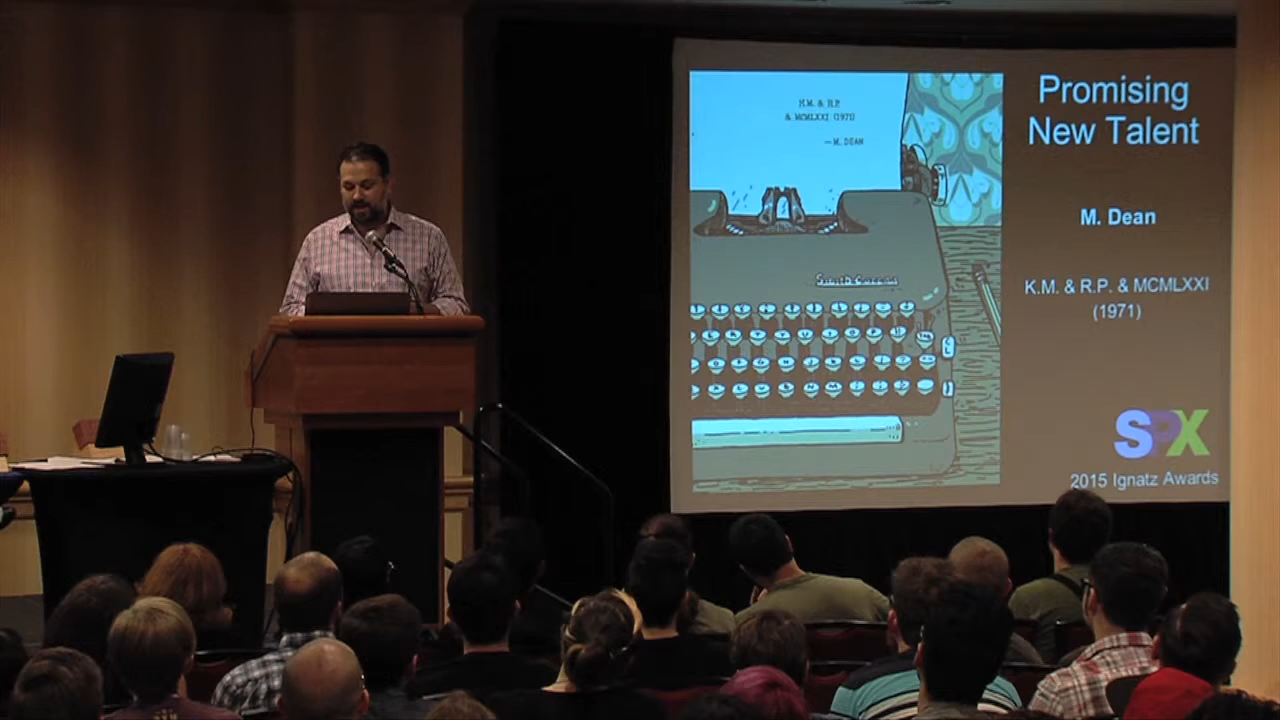 K.M. & R.P.
& MCMLXXI (1971)
—M. DEAN
Promising
New Talent
M. Dean
K.M. & R.P. & MCMLXXI
(1971)
SPX
2015 Ignatz Awards